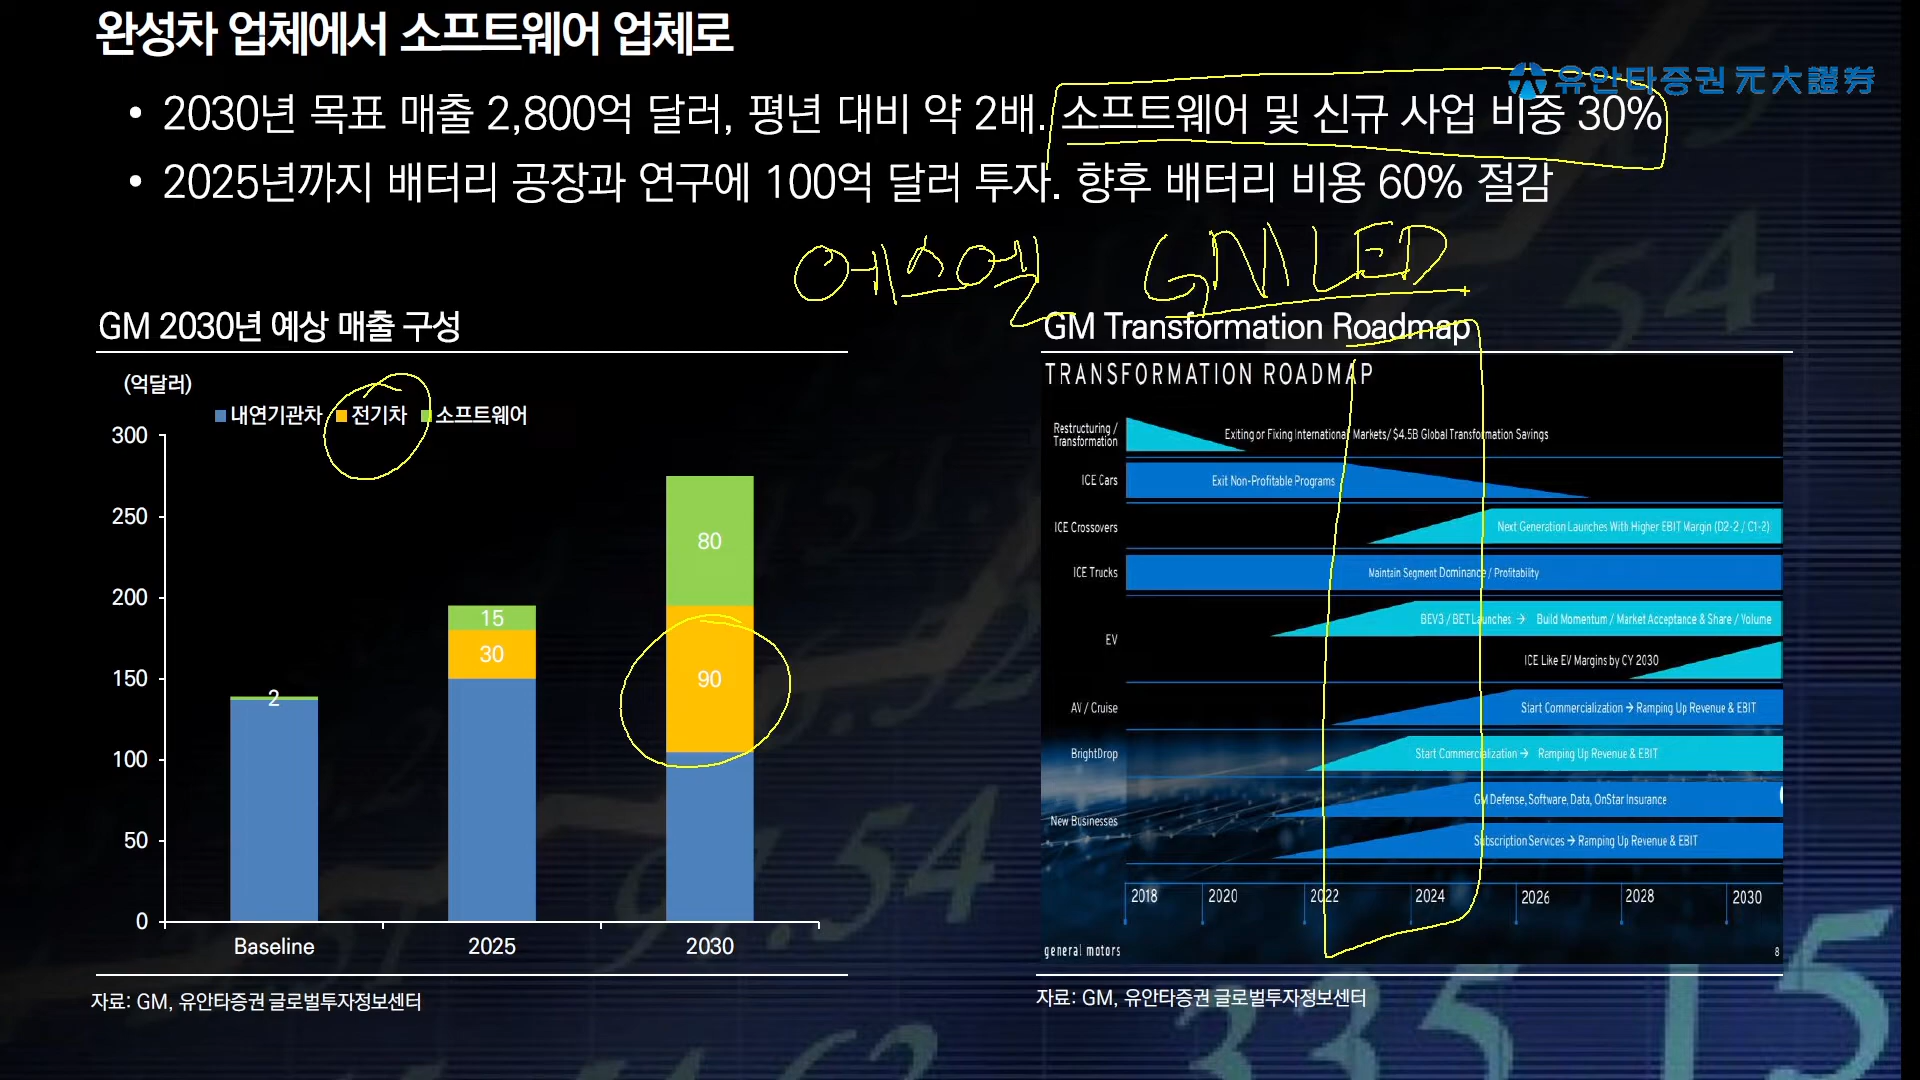 완성차 업체에서 소프트웨어 업체로
유안타증권 元大證券
• 2030년 목표 매출 2,800억 달러, 평년 대비 약 2배. 소프트웨어 및 신규 사업 비중 30%
• 2025년까지 배터리 공장과 연구에 100억 달러 투자. 향후 배터리 비용 60% 절감
에스엘 GM LED
GM 2030년 예상 매출 구성
(억달러)
내연기관차 전기차 소프트웨어
300
250
200
150
100
50
0
2
15
30
80
90
Baseline 2025 2030
자료: GM, 유안타증권 글로벌투자정보센터
GM Transformation Roadmap
TRANSFORMATION ROADMAP
Restructuring /
Transformation
Exiting or Fixing International Markets/ $4.5B Global Transformation Savings
ICE Cars Exit Non-Profitable Programs
ICE Crossovers Next Generation Launches With Higher EBIT Margin (D2-2 / C1-2)
ICE Trucks Maintain Segment Dominance / Profitability
BEV3 / BET Launches → Build Momentum / Market Acceptance & Share / Volume
EV
ICE Like EV Margins by CY 2030
AV / Cruise Start Commercialization → Ramping Up Revenue & EBIT
BrightDrop Start Commercialization → Ramping Up Revenue & EBIT
GM Defense, Software, Data, OnStar Insurance
New Businesses
Subscription Services → Ramping Up Revenue & EBIT
2018 2020 2022 2024 2026 2028 2030
general motors 8
자료: GM, 유안타증권 글로벌투자정보센터